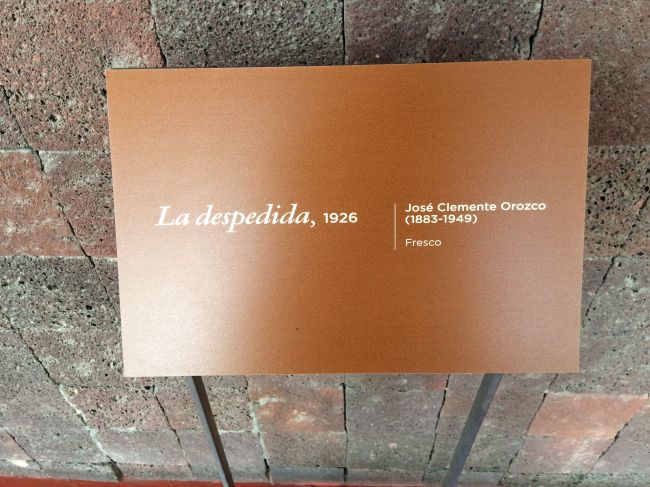 La despedida, 1926
José Clemente Orozco
(1883-1949)
Fresco